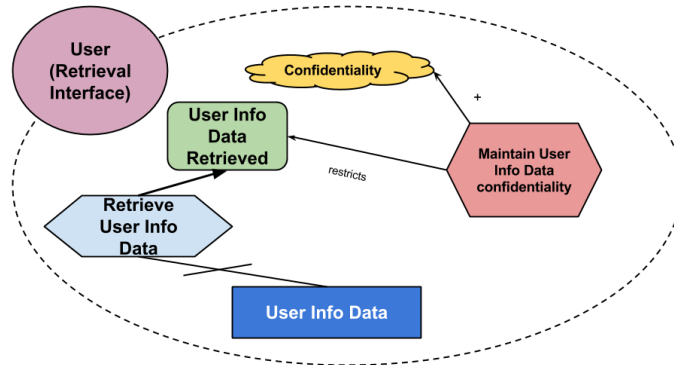 User
(Retrieval
Interface)
Confidentiality
+
User Info
Data
Retrieved
Maintain User
Info Data
confidentiality
restricts
Retrieve
User Info
Data
User Info Data